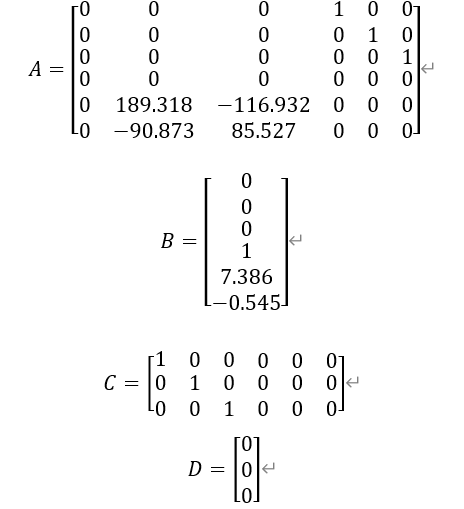 0 0 0 1 0 0
0 0 0 0 1 0
A = 0 0 0 0 0 1 ↵
0 0 0 0 0 0
0 189.318 −116.932 0 0 0
0 −90.873 85.527 0 0 0
0
0
B = 0 ↵
1
7.386
−0.545
1 0 0 0 0 0
C = 0 1 0 0 0 0 ↵
0 0 1 0 0 0
0
D = 0 ↵
0